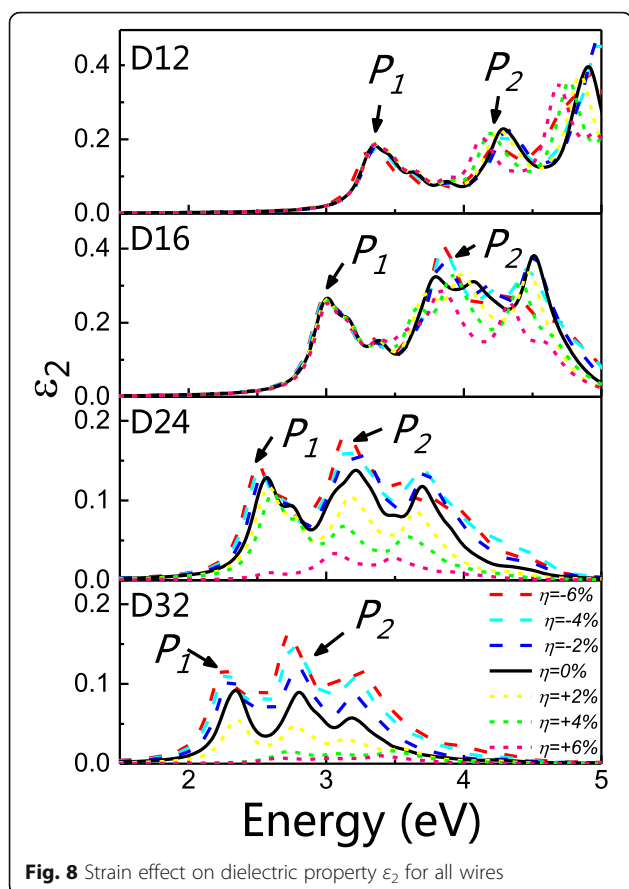 D12
P1
P2
0.4
0.2
0.0
D16
P1
P2
0.4
0.2
0.0
ε2
D24
P1
P2
0.2
0.1
0.0
D32
P1
P2
0.2
0.1
0.0
η=-6%
η=-4%
η=-2%
η=0%
η=+2%
η=+4%
η=+6%
2
3
4
5
Energy (eV)
Fig. 8 Strain effect on dielectric property ε2 for all wires